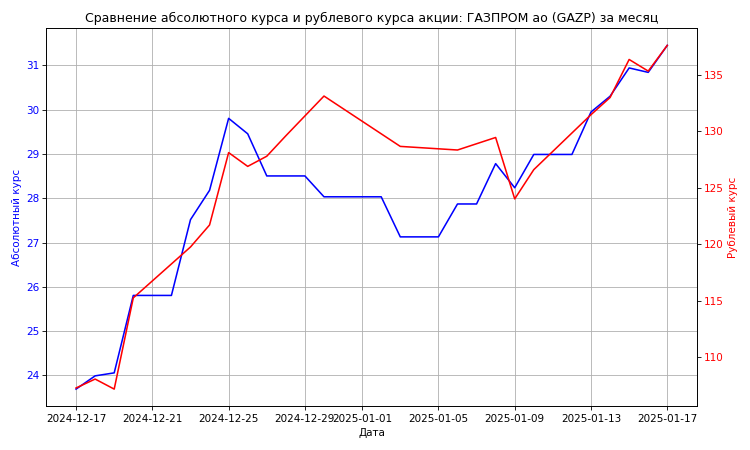 Сравнение абсолютного курса и рублевого курса акции: ГАЗПРОМ ао (GAZP) за месяц
Абсолютный курс
31
30
29
28
27
26
25
24
135
130
125
120
115
110
Рублевый курс
2024-12-17 2024-12-21 2024-12-25 2024-12-29 2025-01-01 2025-01-05 2025-01-09 2025-01-13 2025-01-17
Дата